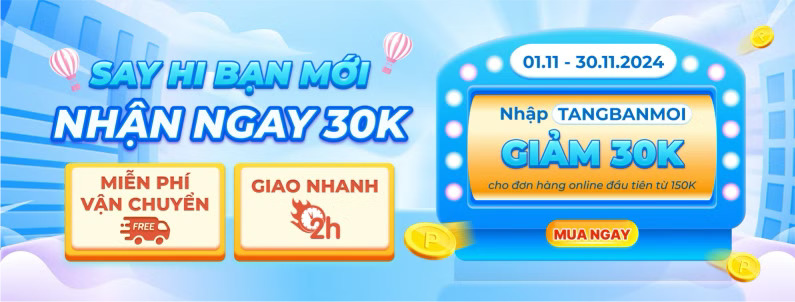 SAY HI BẠN MỚI
NHẬN NGAY 30K
MIỄN PHÍ
VẬN CHUYỂN
FREE
GIAO NHANH
2h
01.11 - 30.11.2024
Nhập TANGBANMOI
GIẢM 30K
cho đơn hàng online đầu tiên từ 150K
MUA NGAY
P
P